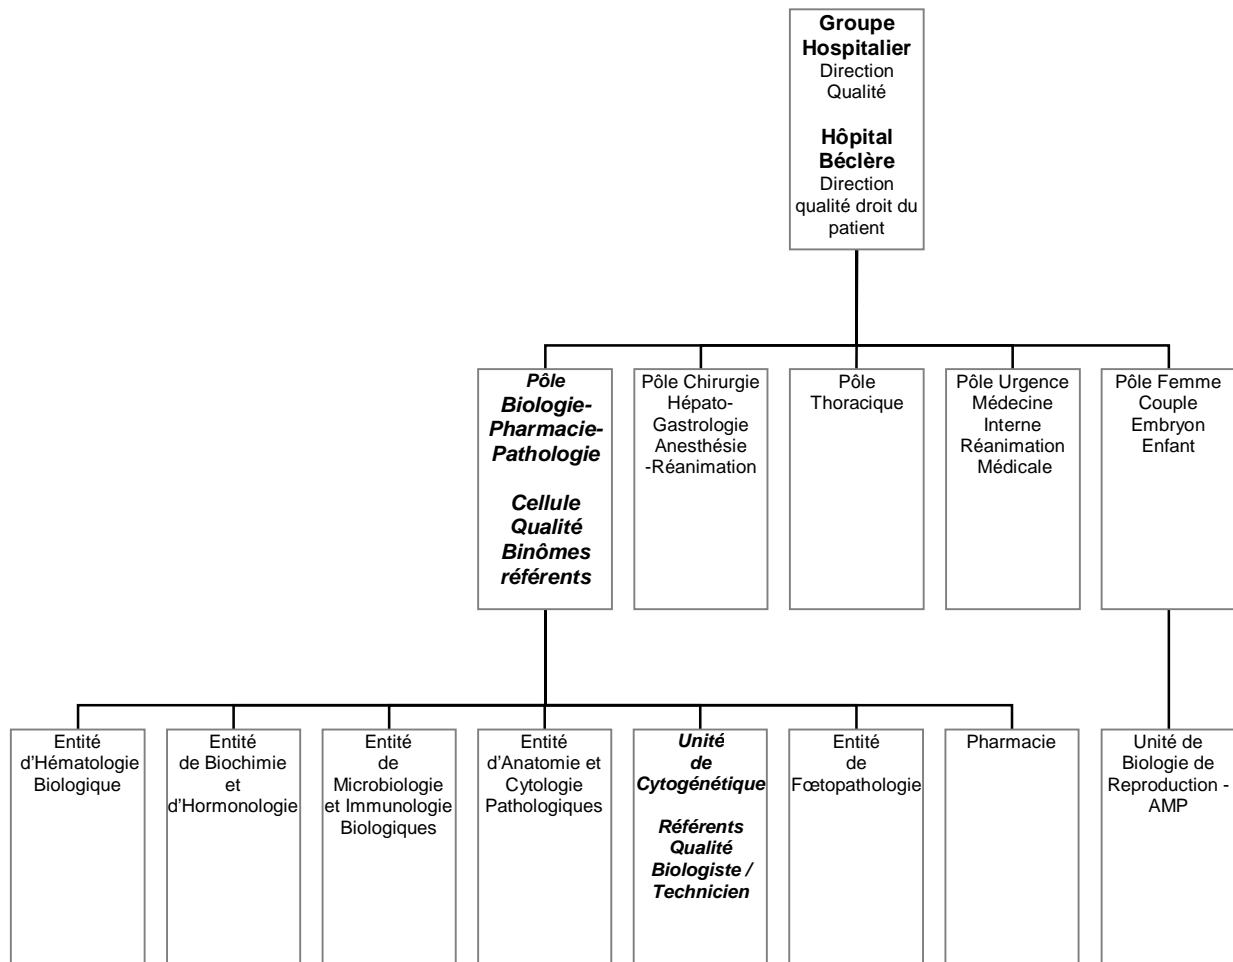 Groupe
Hospitalier
Direction
Qualité
Hôpital
Béclère
Direction
qualité droit du
patient
Pôle
Biologie-
Pharmacie-
Pathologie
Cellule
Qualité
Binômes
référents
Pôle Chirurgie
Hépato-
Gastrologie
Anesthésie
-Réanimation
Pôle
Thoracique
Pôle Urgence
Médecine
Interne
Réanimation
Médicale
Pôle Femme
Couple
Embryon
Enfant
Entité
d'Hématologie
Biologique
Entité
de Biochimie
et
d'Hormonologie
Entité
de
Microbiologie
et Immunologie
Biologiques
Entité
d'Anatomie et
Cytologie
Pathologiques
Unité
de
Cytogénétique
Référents
Qualité
Biologiste /
Technicien
Entité
de
Fœtopathologie
Pharmacie
Unité de
Biologie de
Reproduction -
AMP